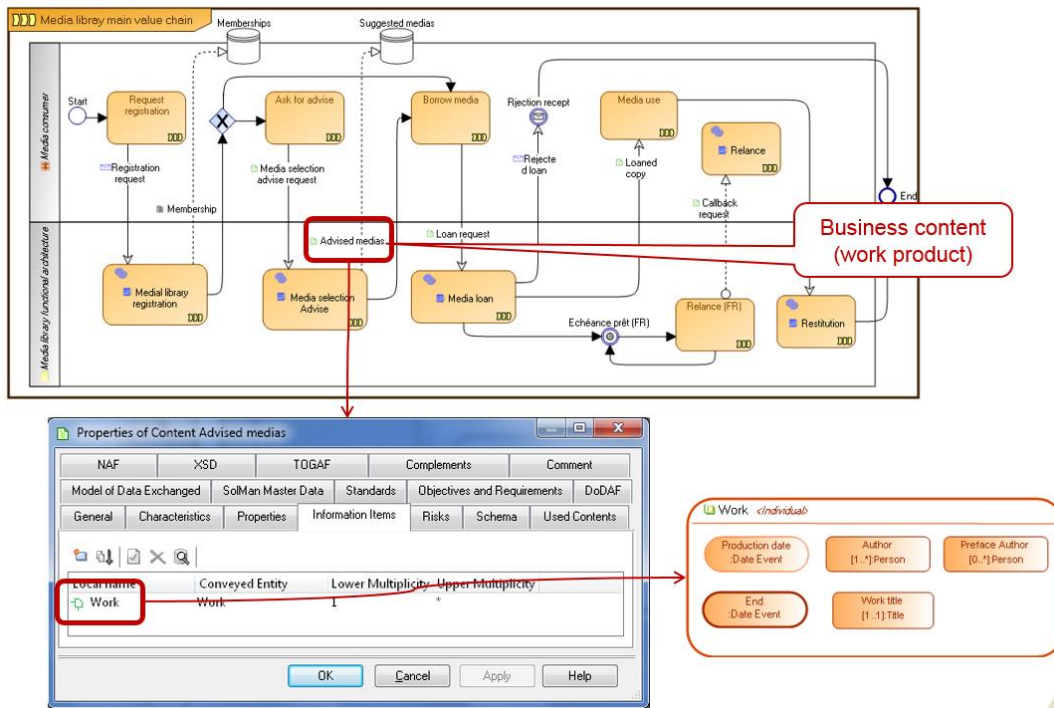 Media libray main value chain
Memberships
Suggested medias
Media consumer
Start
Request
registration
Ask for advise
Borrow media
Rjection recept
Media use
Relance
Registration
request
Membership
Media selection
advise request
Rejecte
d loan
Loaned
copy
Callback
request
End
Business content
(work product)
Media library functional architecture
Advised medias
Loan request
Medial library
registration
Media selection
Advise
Media loan
Echéance prêt (FR)
Relance (FR)
Restitution
Properties of Content Advised medias
NAF XSD TOGAF Complements Comment
Model of Data Exchanged SolMan Master Data Standards Objectives and Requirements DoDAF
General Characteristics Properties Information Items Risks Schema Used Contents
Local name Conveyed Entity Lower Multiplicity Upper Multiplicity
Work Work 1 *
OK Cancel Apply Help
Work <Individual>
Production date
:Date Event
Author
[1..*]:Person
Preface Author
[0..*]:Person
End
:Date Event
Work title
[1..1]:Title